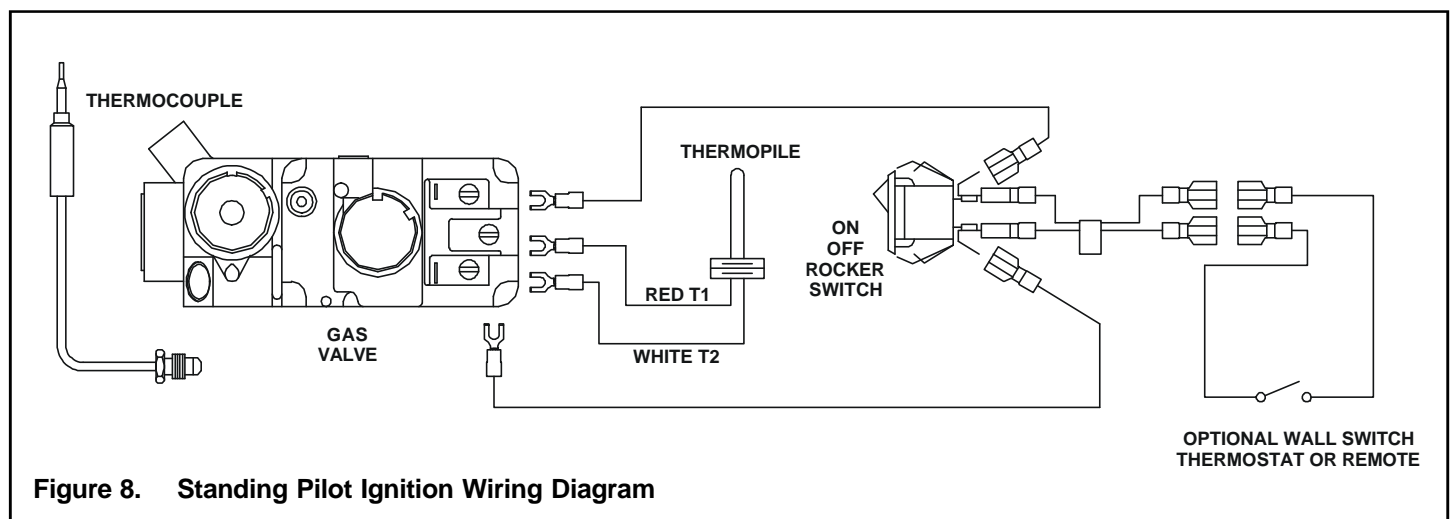 THERMOCOUPLE
THERMOPILE
ON
OFF
ROCKER
SWITCH
RED T1
GAS
VALVE
WHITE T2
OPTIONAL WALL SWITCH
THERMOSTAT OR REMOTE
Figure 8. Standing Pilot Ignition Wiring Diagram